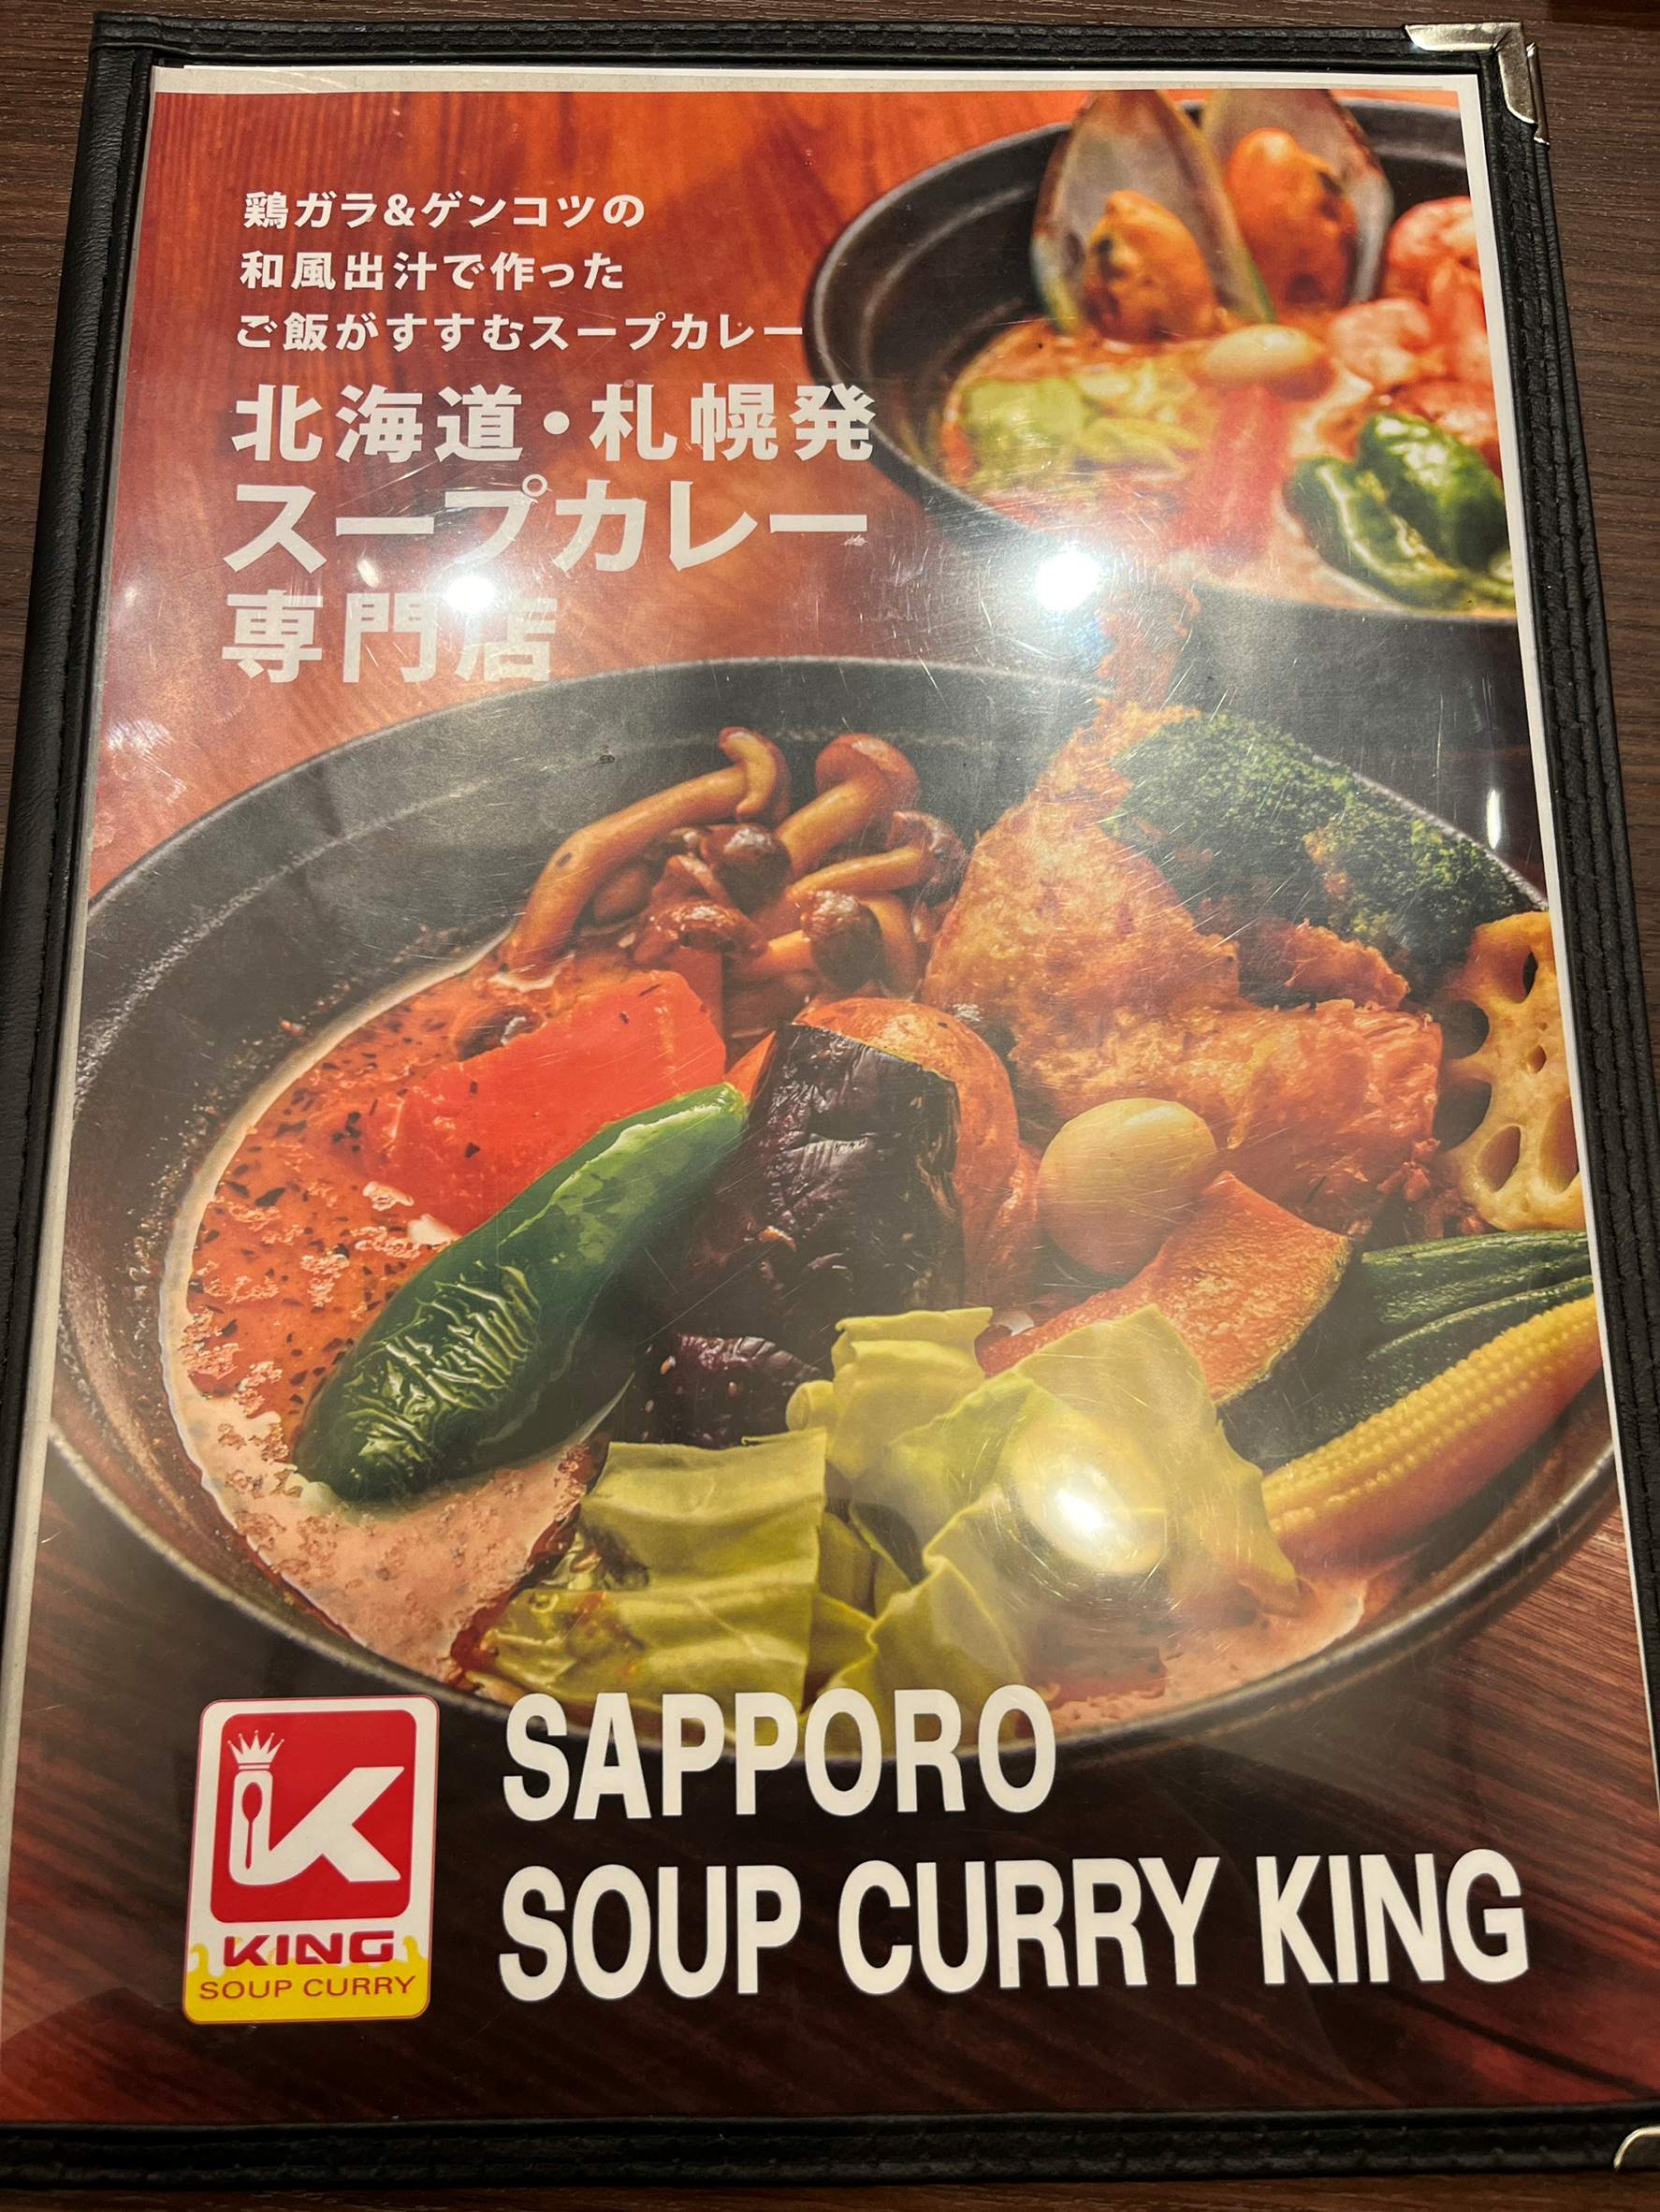 鶏ガラ&ゲンコツの
和風出汁で作った
ご飯がすすむスープカレー
北海道・札幌発
スープカレー
専門店
SAPPORO
SOUP CURRY KING
K
KING
SOUP CURRY